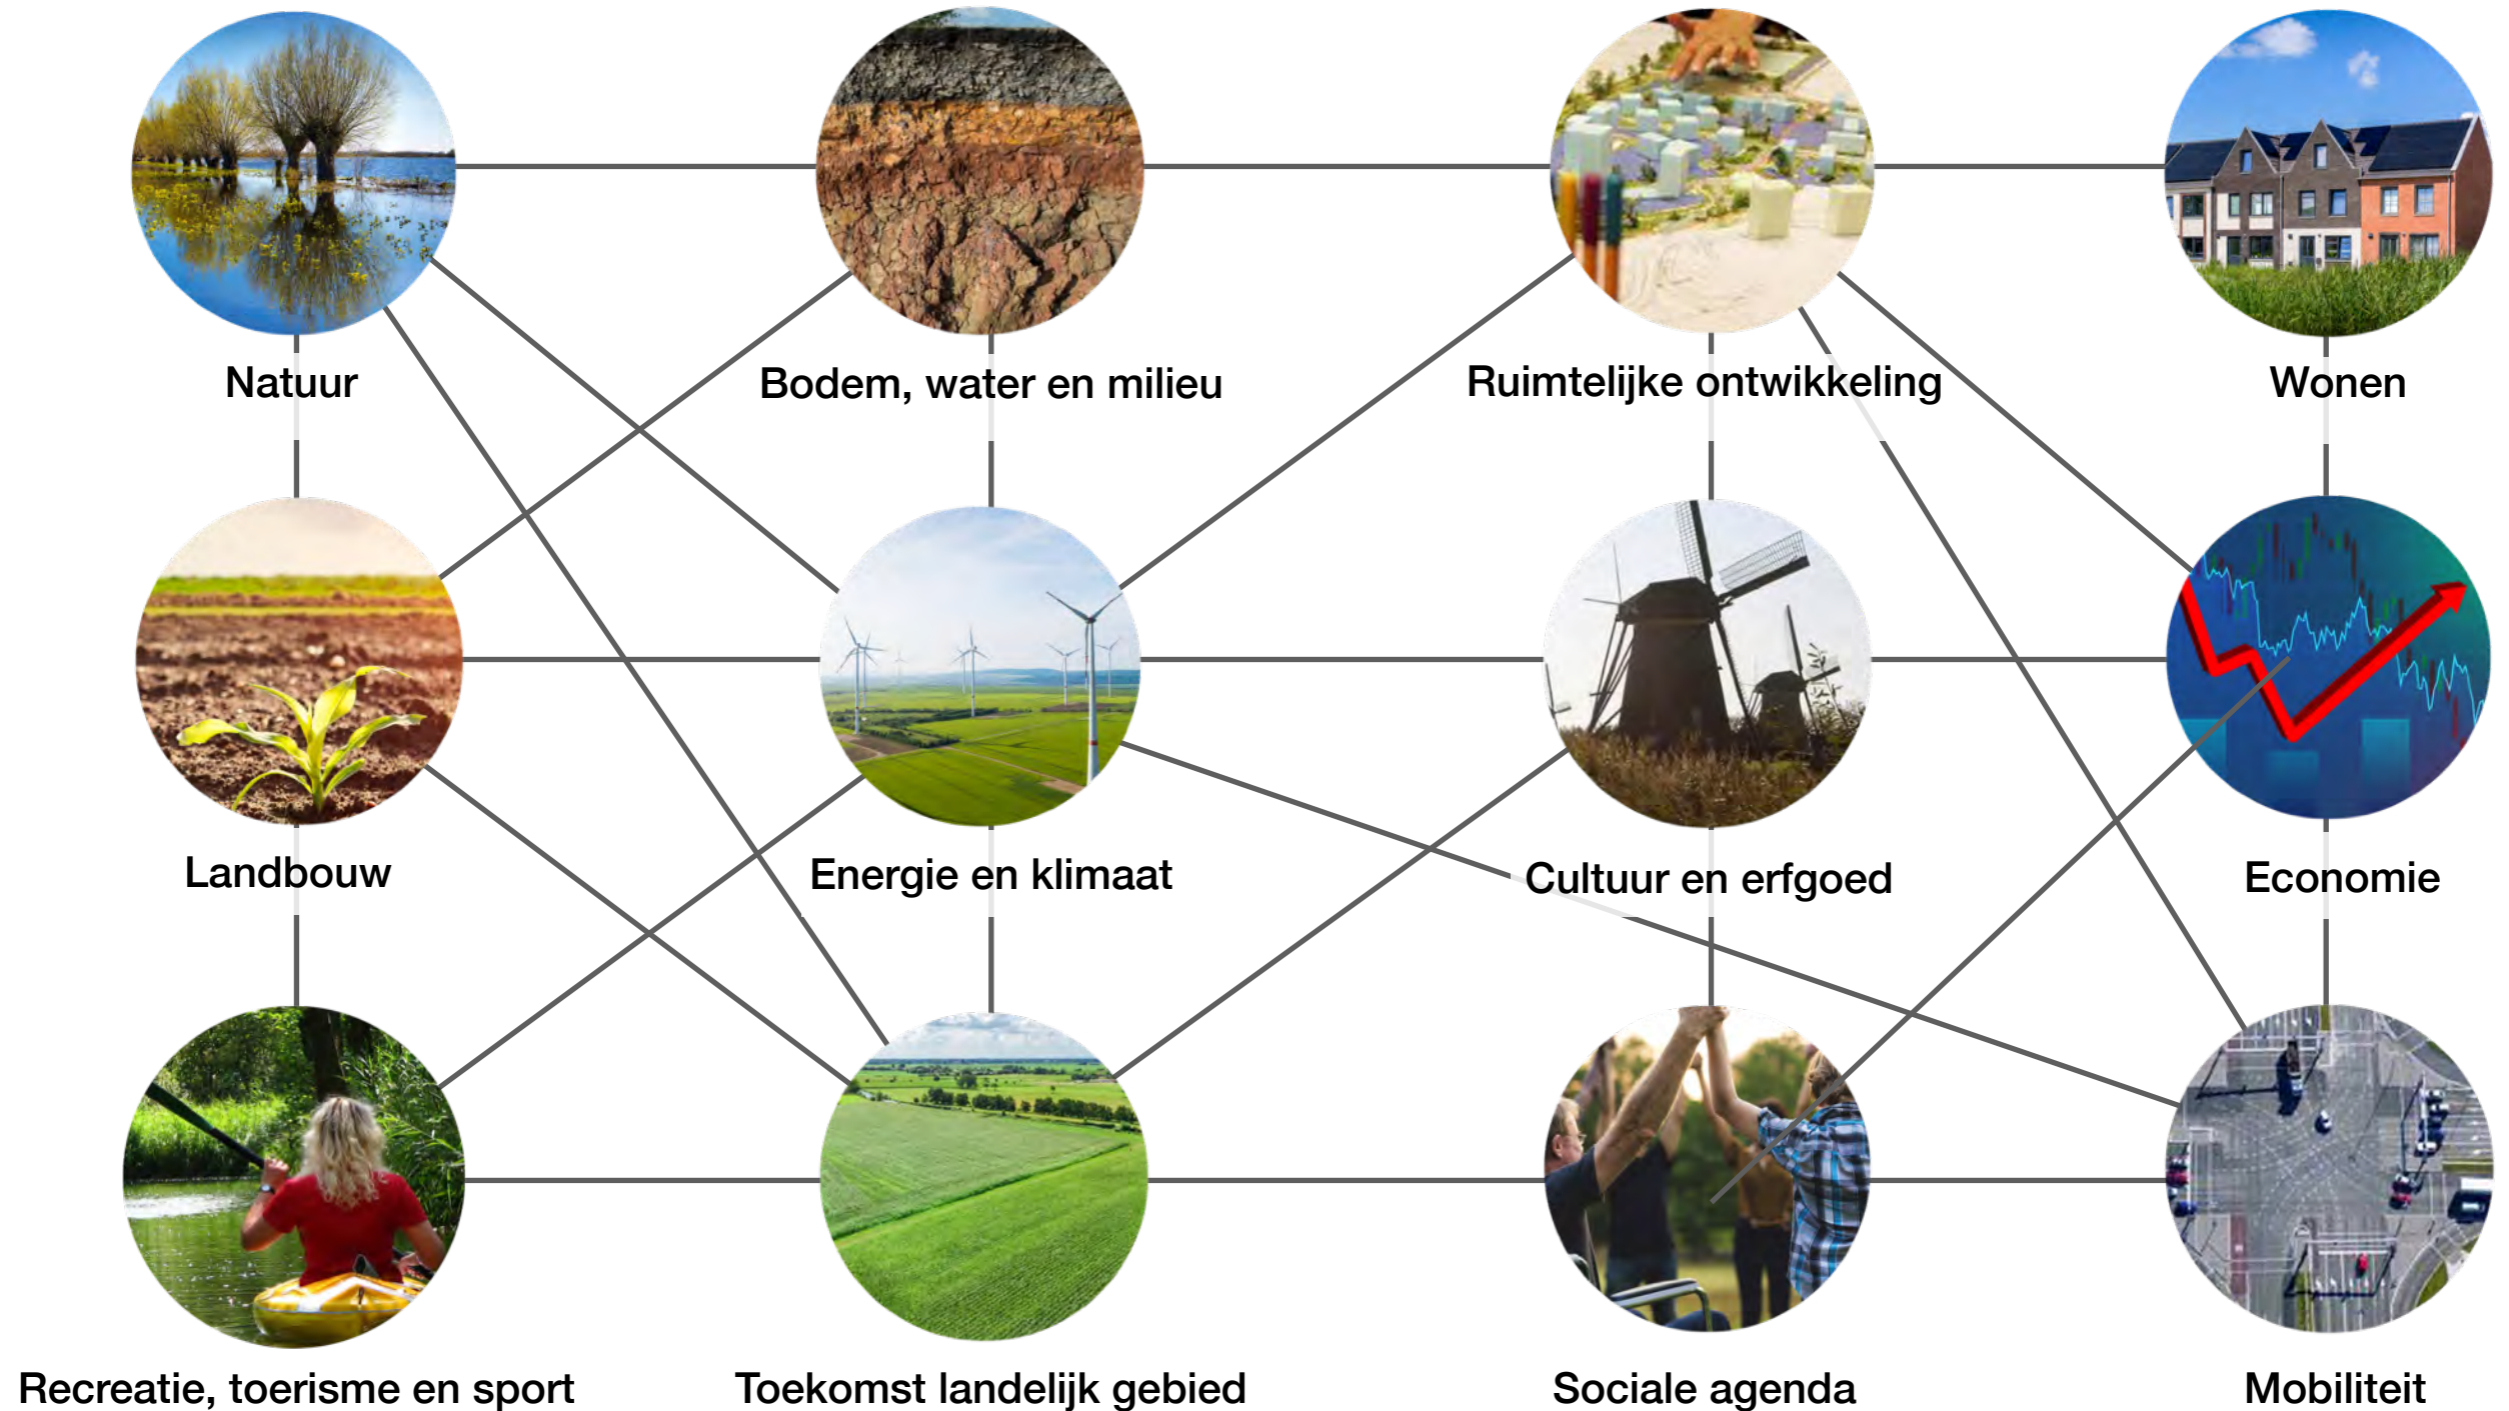 Natuur
Bodem, water en milieu
Ruimtelijke ontwikkeling
Wonen
Landbouw
Energie en klimaat
Cultuur en erfgoed
Economie
Recreatie, toerisme en sport
Toekomst landelijk gebied
Sociale agenda
Mobiliteit